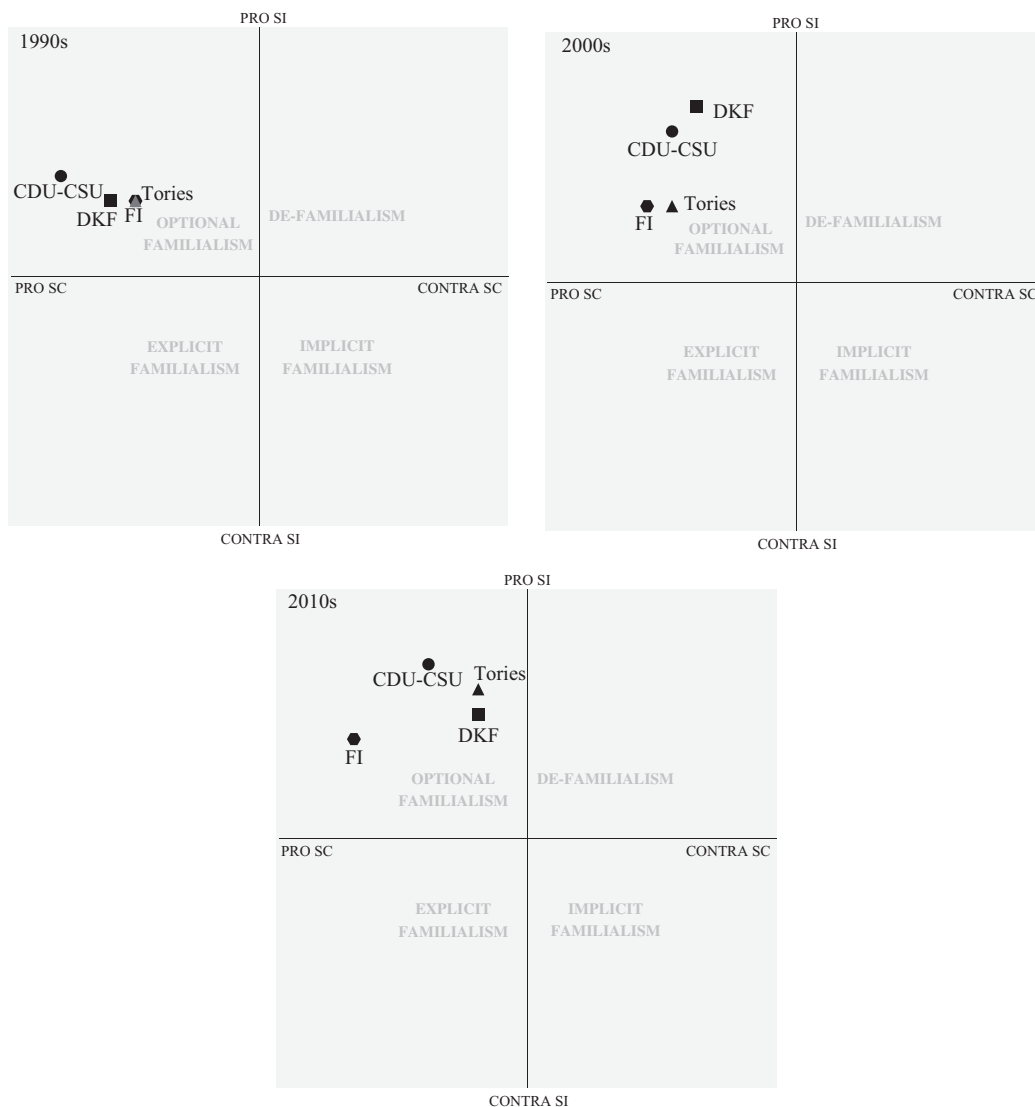 PRO SI
1990s
CDU-CSU
Tories
DKF
FI
OPTIONAL
FAMILIALISM
DE-FAMILIALISM
PRO SC
CONTRA SC
EXPLICIT
FAMILIALISM
IMPLICIT
FAMILIALISM
CONTRA SI
PRO SI
2000s
DKF
CDU-CSU
FI
Tories
OPTIONAL
FAMILIALISM
DE-FAMILIALISM
PRO SC
CONTRA SC
EXPLICIT
FAMILIALISM
IMPLICIT
FAMILIALISM
CONTRA SI
PRO SI
2010s
CDU-CSU
Tories
DKF
FI
OPTIONAL
FAMILIALISM
DE-FAMILIALISM
PRO SC
CONTRA SC
EXPLICIT
FAMILIALISM
IMPLICIT
FAMILIALISM
CONTRA SI